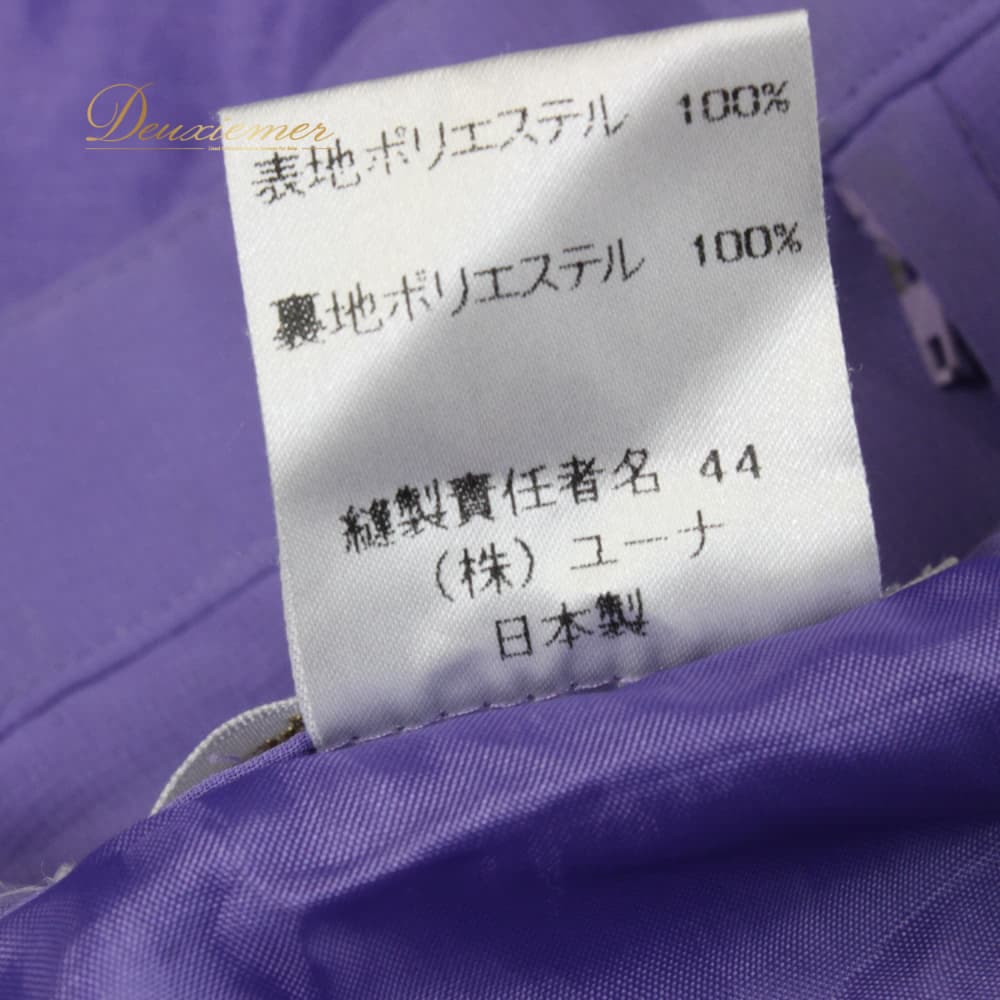 Deuxiemer
表地ポリエステル 100%
裏地ポリエステル 100%
縫製責任者名 44
(株) ユーナ
日本製